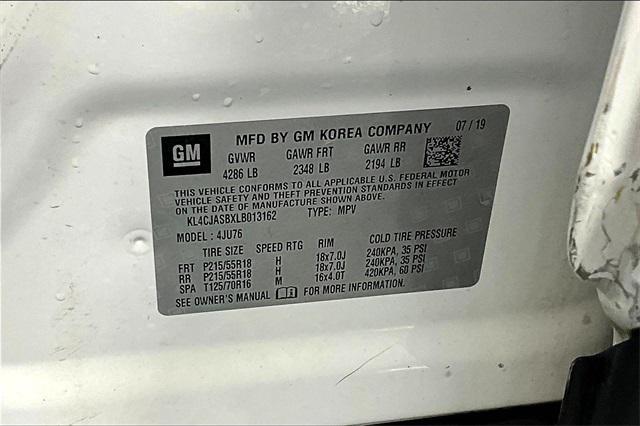 GM
MFD BY GM KOREA COMPANY 07/19
GVWR GAWR FRT GAWR RR
4286 LB 2348 LB 2194 LB
THIS VEHICLE CONFORMS TO ALL APPLICABLE U.S. FEDERAL MOTOR
VEHICLE SAFETY AND THEFT PREVENTION STANDARDS IN EFFECT
ON THE DATE OF MANUFACTURE SHOWN ABOVE.
KL4CJASBXLB013162 TYPE: MPV
MODEL: 4JU76
TIRE SIZE SPEED RTG RIM COLD TIRE PRESSURE
FRT P215/55R18 H 18x7.0J 240KPA, 35 PSI
RR P215/55R18 H 18x7.0J 240KPA, 35 PSI
SPA T125/70R16 M 16x4.0T 420KPA, 60 PSI
SEE OWNER'S MANUAL FOR MORE INFORMATION.